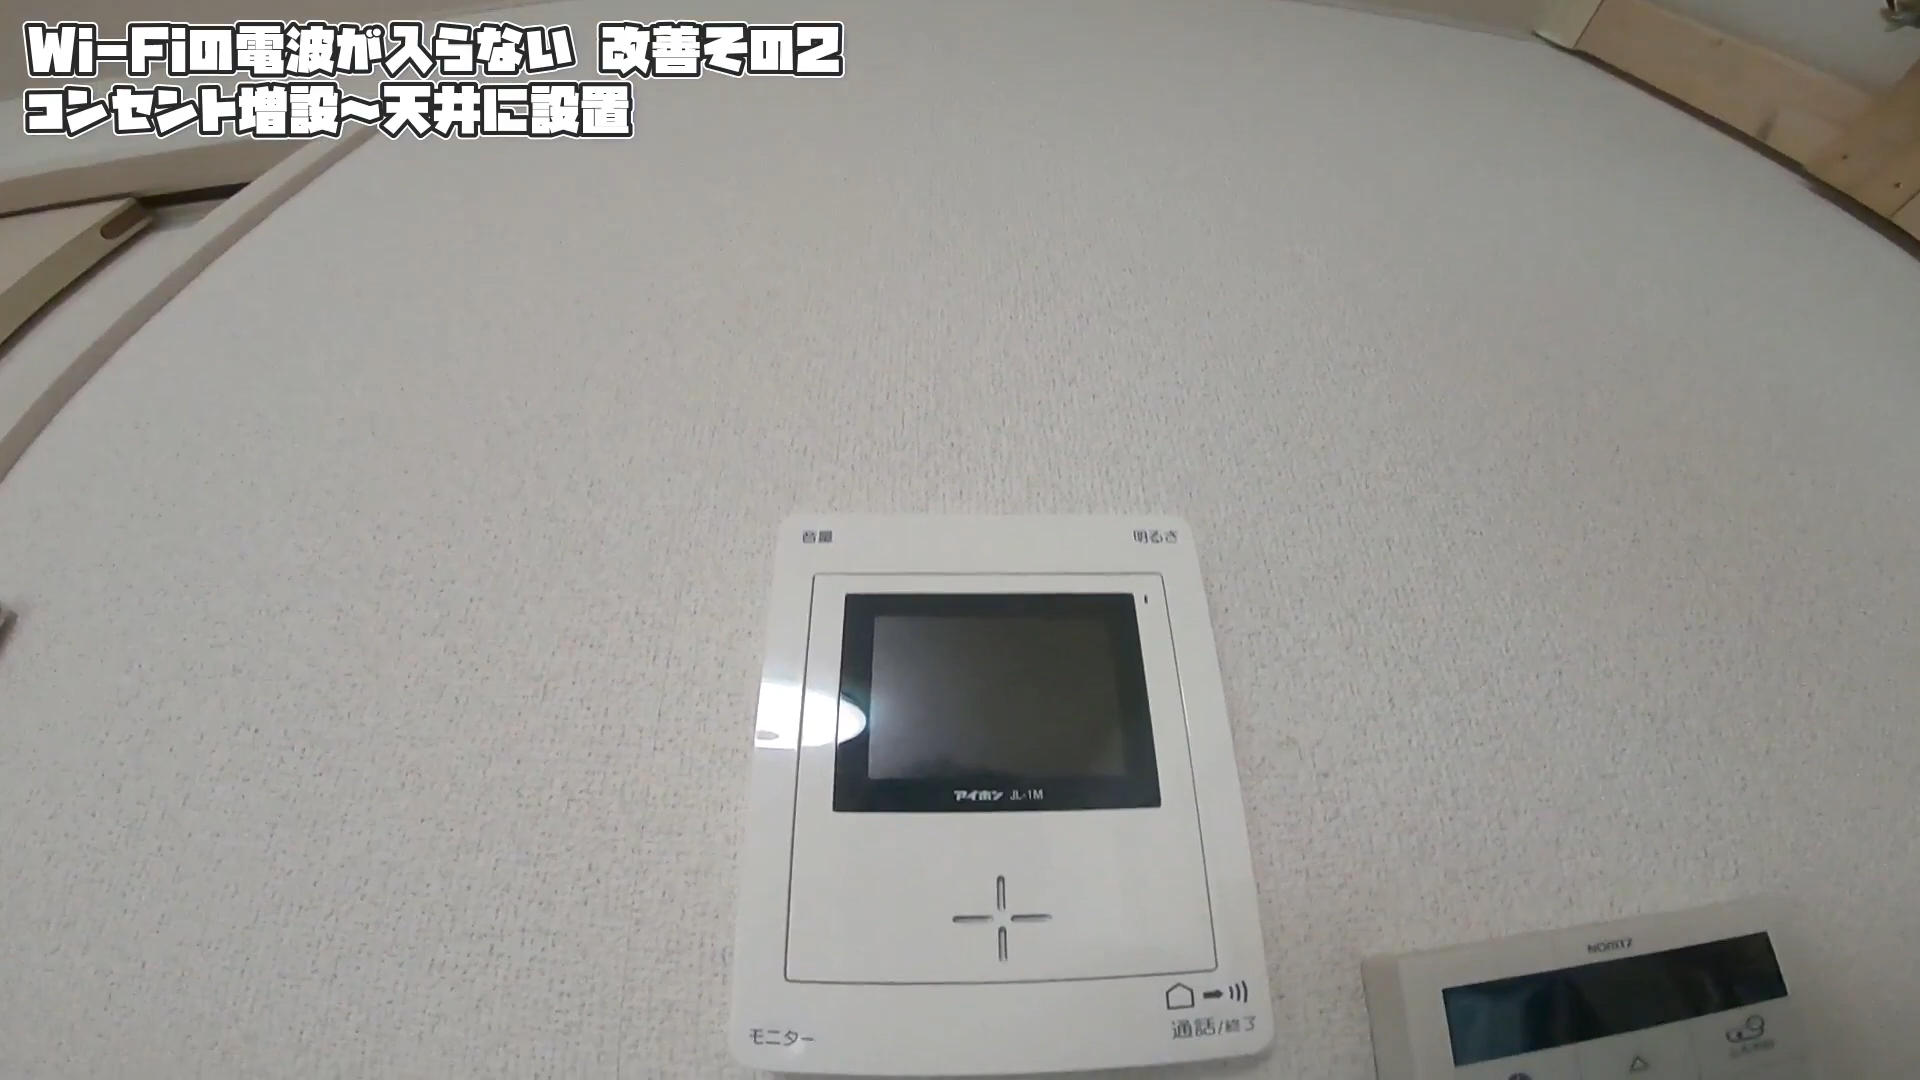 Wi-Fiの電波が入らない 改善その2
コンセント増設~天井に設置
音量
明るさ
アイホン JL-1M
モニター
通話/終了
NORITZ